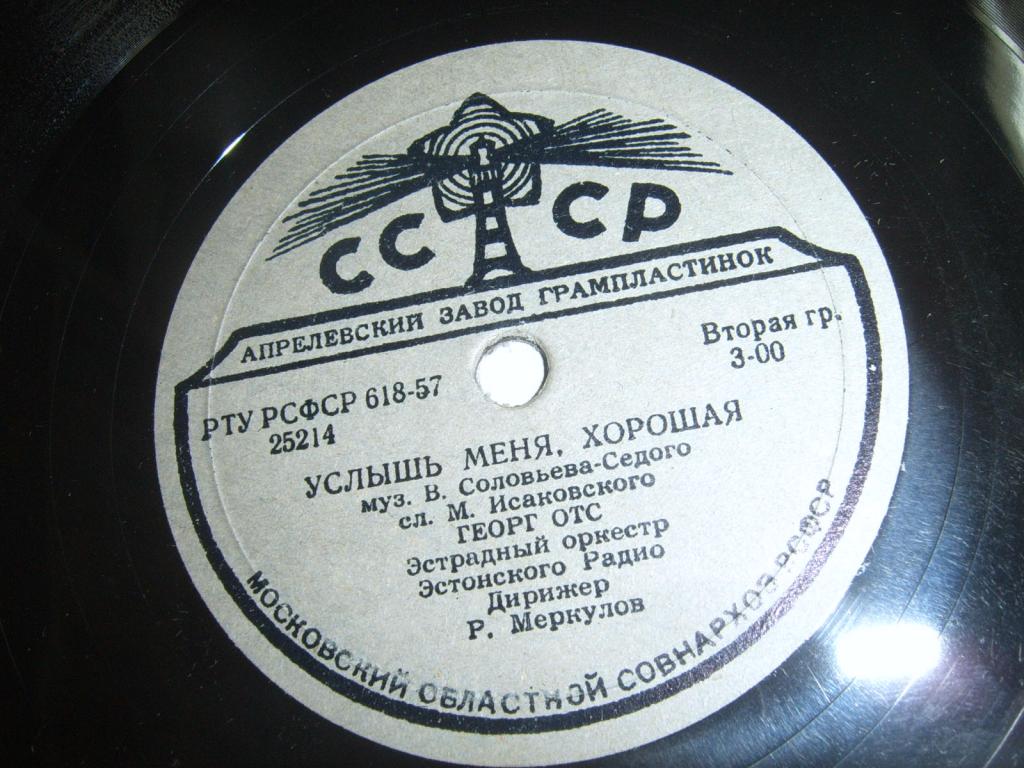 СССР
АПРЕЛЕВСКИЙ ЗАВОД ГРАМПЛАСТИНОК
РТУ РСФСР 618-57
25214
Вторая гр.
3-00
УСЛЫШЬ МЕНЯ, ХОРОШАЯ
муз. В. Соловьева-Седого
сл. М. Исаковского
ГЕОРГ ОТС
Эстрадный оркестр
Эстонского Радио
Дирижер
Р. Меркулов
МОСКОВСКИЙ ОБЛАСТНОЙ СОВНАРХОЗ РСФСР